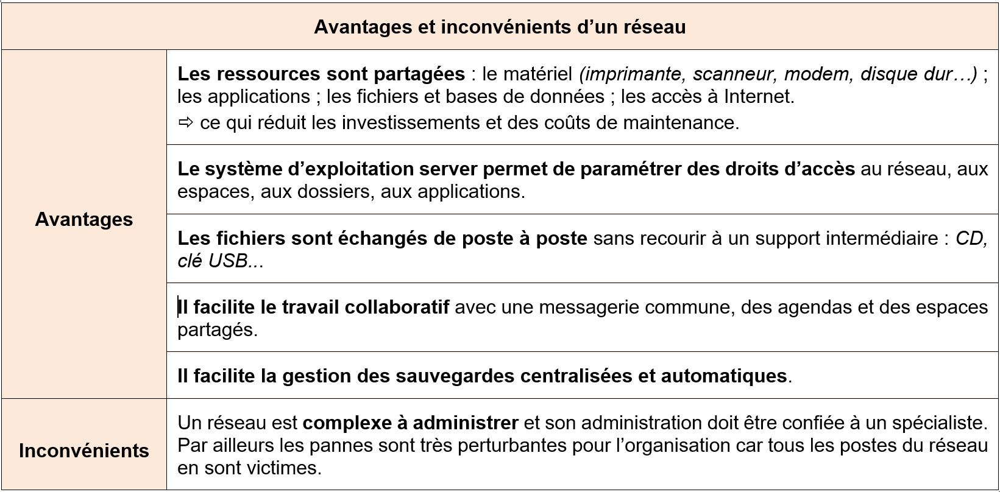 Avantages et inconvénients d’un réseau
Avantages
Les ressources sont partagées : le matériel (imprimante, scanneur, modem, disque dur…) ;
les applications ; les fichiers et bases de données ; les accès à Internet.
⇨ ce qui réduit les investissements et des coûts de maintenance.
Le système d’exploitation server permet de paramétrer des droits d’accès au réseau, aux
espaces, aux dossiers, aux applications.
Les fichiers sont échangés de poste à poste sans recourir à un support intermédiaire : CD,
clé USB...
Il facilite le travail collaboratif avec une messagerie commune, des agendas et des espaces
partagés.
Il facilite la gestion des sauvegardes centralisées et automatiques.
Inconvénients
Un réseau est complexe à administrer et son administration doit être confiée à un spécialiste.
Par ailleurs les pannes sont très perturbantes pour l’organisation car tous les postes du réseau
en sont victimes.